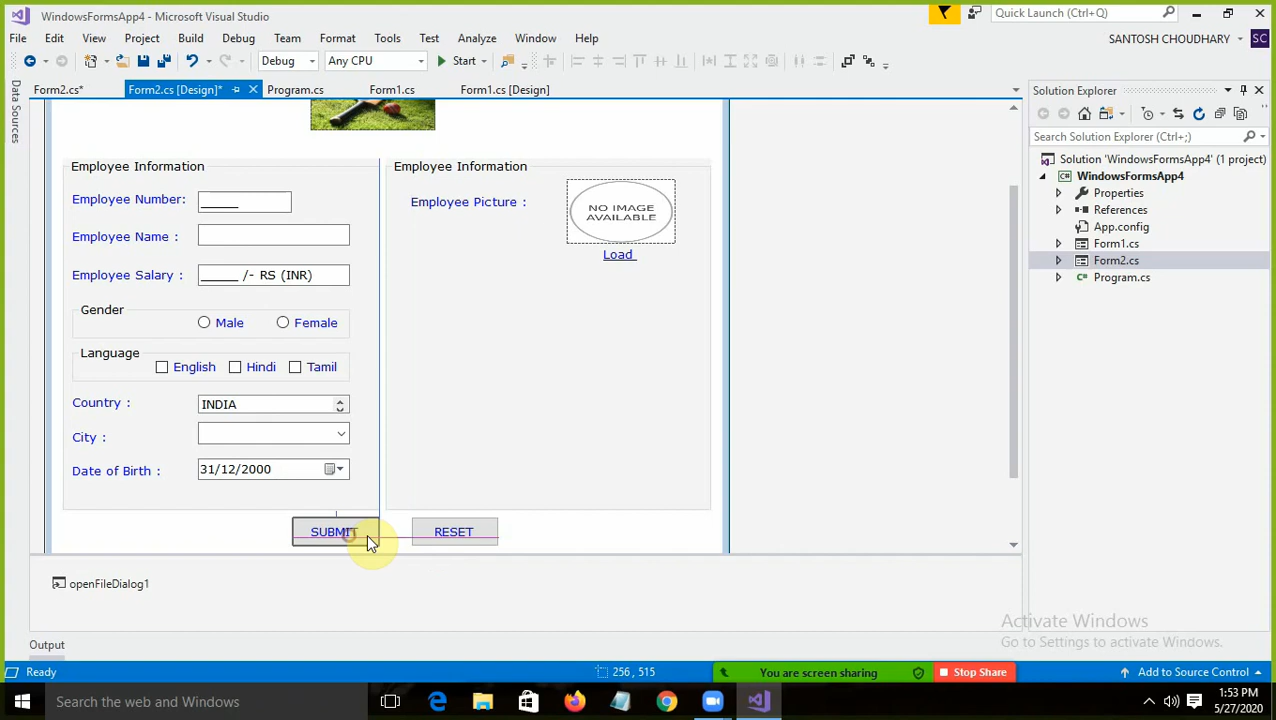 WindowsFormsApp4 - Microsoft Visual Studio
Quick Launch (Ctrl+Q)
File Edit View Project Build Debug Team Format Tools Test Analyze Window Help
SANTOSH CHOUDHARY SC
Debug Any CPU Start
Form2.cs* Form2.cs [Design]* Program.cs Form1.cs Form1.cs [Design]
Data Sources
Solution Explorer
Search Solution Explorer (Ctrl+;)
Solution 'WindowsFormsApp4' (1 project)
WindowsFormsApp4
Properties
References
App.config
Form1.cs
Form2.cs
Program.cs
Employee Information
Employee Number: ______
Employee Name :
Employee Salary : ______ /- RS (INR)
Gender
Male Female
Language
English Hindi Tamil
Country : INDIA
City :
Date of Birth : 31/12/2000
Employee Information
Employee Picture :
NO IMAGE
AVAILABLE
Load
SUBMIT RESET
openFileDialog1
Activate Windows
Go to Settings to activate Windows.
Output
Ready 256 , 515 You are screen sharing Stop Share Add to Source Control
Search the web and Windows
1:53 PM
5/27/2020